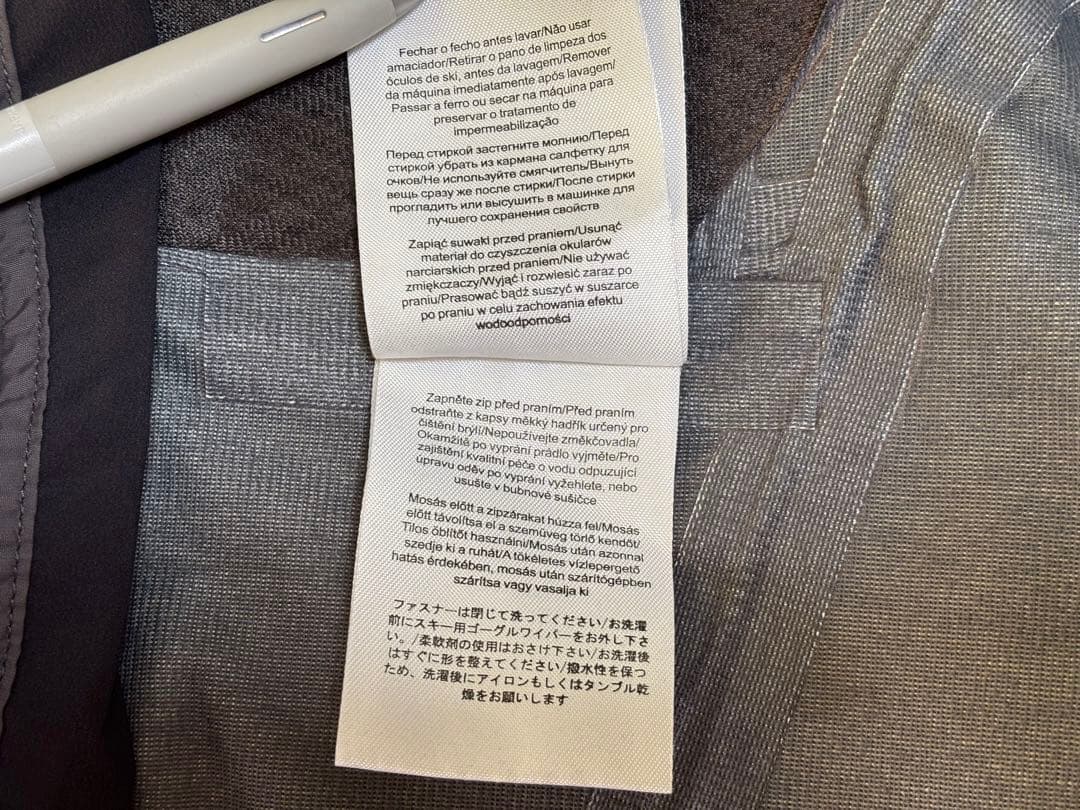 Fechar o fecho antes lavar/Não usar
amaciador/Retirar o pano de limpeza dos
óculos de ski, antes da lavagem/Remover
da máquina imediatamente após lavagem/
Passar a ferro ou secar na máquina para
preservar o tratamento de
impermeabilização
Перед стиркой застегните молнию/Перед
стиркой убрать из кармана салфетку для
очков/Не используйте смягчитель/Вынуть
вещь сразу же после стирки/После стирки
прогладить или высушить в машинке для
лучшего сохранения свойств
Zapiąć suwaki przed praniem/Usunąć
materiał do czyszczenia okularów
narciarskich przed praniem/Nie używać
zmiękczaczy/Wyjąć i rozwiesić zaraz po
praniu/Prasować bądź suszyć w suszarce
po praniu w celu zachowania efektu
wodoodporności
Zapněte zip před praním/Před praním
odstraňte z kapsy měkký hadřík určený pro
čištění brýlí/Nepoužívejte změkčovadla/
Okamžitě po vyprání prádlo vyjměte/Pro
zajištění kvalitní péče o vodu odpuzující
úpravu oděv po vyprání vyžehlete, nebo
usušte v bubnové sušičce
Mosás előtt a zipzárakat húzza fel/Mosás
előtt távolítsa el a szemüveg törlő kendőt/
Tilos öblítőt használni/Mosás után azonnal
szedje ki a ruhát/A tökéletes vízlepergető
hatás érdekében, mosás után szárítógépben
szárítsa vagy vasalja ki
ファスナーは閉じて洗ってください/お洗濯
前にスキー用ゴーグルワイパーをお外し下さ
い。/柔軟剤の使用はおさけ下さい/お洗濯後
はすぐに形を整えてください/撥水性を保つ
ため、洗濯後にアイロンもしくはタンブル乾
燥をお願いします